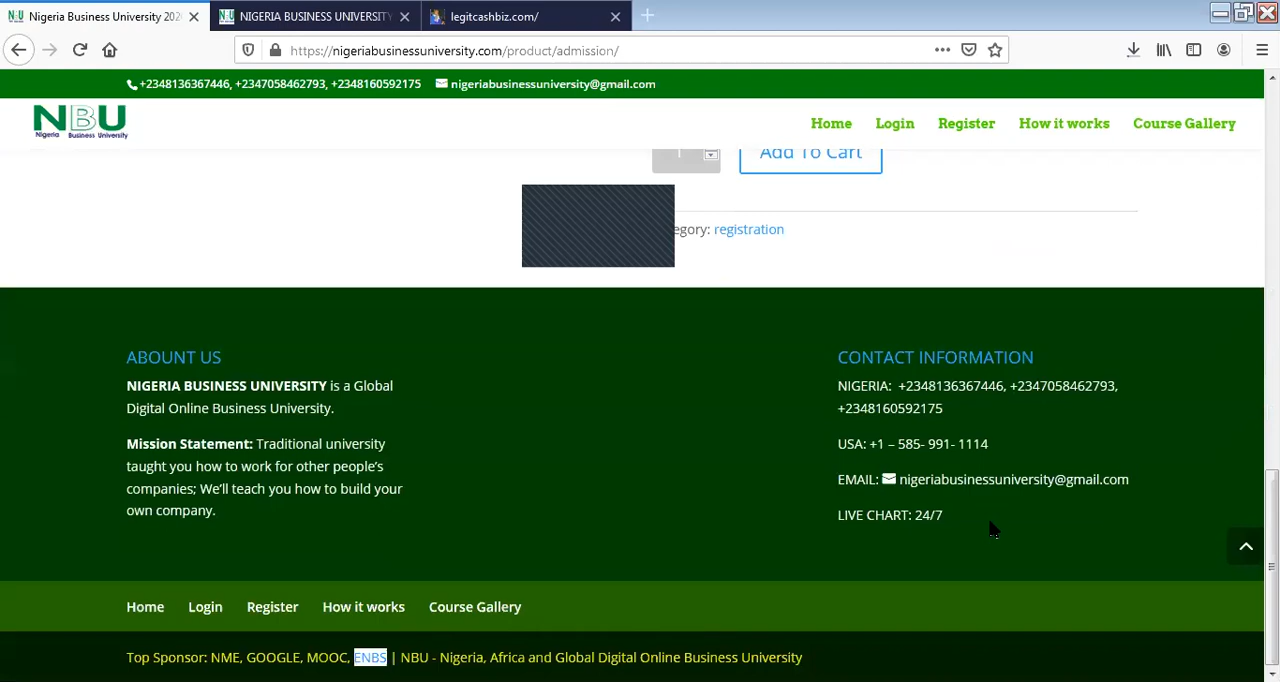 Nigeria Business University 202
NIGERIA BUSINESS UNIVERSITY
legitcashbiz.com/
https://nigeriabusinessuniversity.com/product/admission/
+2348136367446, +2347058462793, +2348160592175
nigeriabusinessuniversity@gmail.com
NBU
Nigeria Business University
Home
Login
Register
How it works
Course Gallery
1
Add To Cart
egory: registration
ABOUNT US
NIGERIA BUSINESS UNIVERSITY is a Global
Digital Online Business University.
Mission Statement: Traditional university
taught you how to work for other people's
companies; We'll teach you how to build your
own company.
CONTACT INFORMATION
NIGERIA: +2348136367446, +2347058462793,
+2348160592175
USA: +1 – 585- 991- 1114
EMAIL: nigeriabusinessuniversity@gmail.com
LIVE CHART: 24/7
Home
Login
Register
How it works
Course Gallery
Top Sponsor: NME, GOOGLE, MOOC, ENBS | NBU - Nigeria, Africa and Global Digital Online Business University